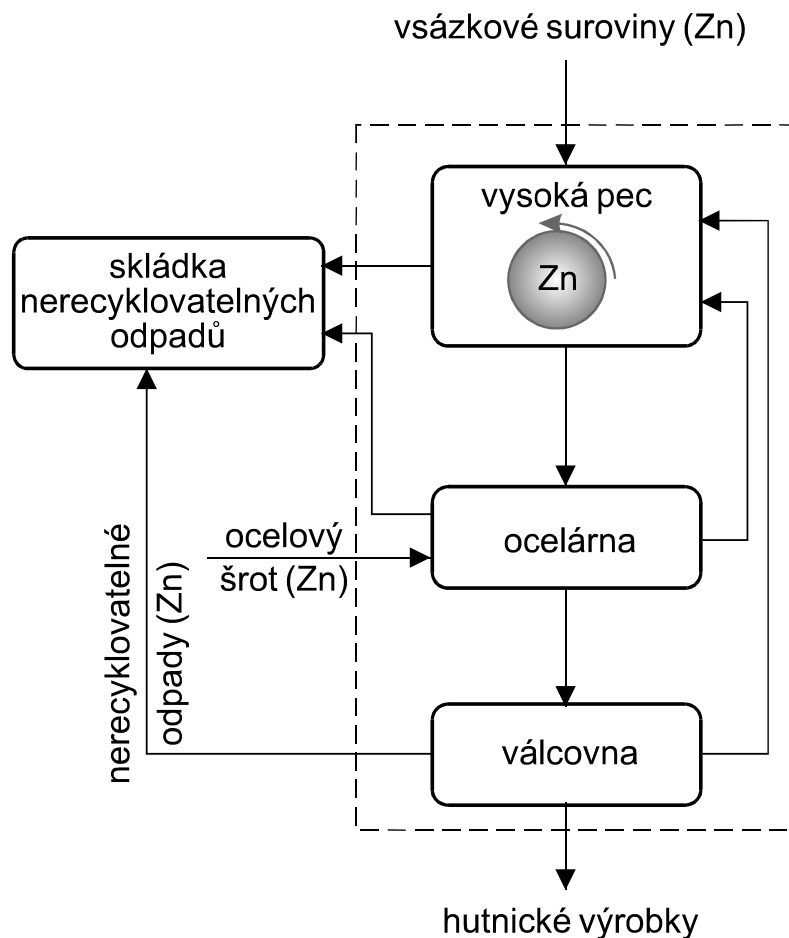 vsázkové suroviny (Zn)
vysoká pec
Zn
skládka
nerecyklovatelných
odpadů
ocelový
šrot (Zn)
ocelárna
nerecyklovatelné
odpady (Zn)
válcovna
hutnické výrobky